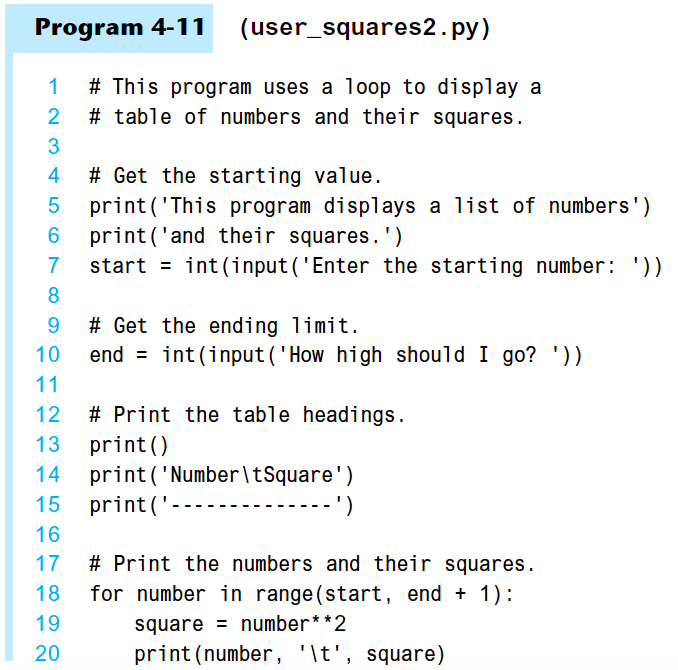 Program 4-11 (user_squares2.py)
1 # This program uses a loop to display a
2 # table of numbers and their squares.
3
4 # Get the starting value.
5 print('This program displays a list of numbers')
6 print('and their squares.')
7 start = int(input('Enter the starting number: '))
8
9 # Get the ending limit.
10 end = int(input('How high should I go? '))
11
12 # Print the table headings.
13 print()
14 print('Number\tSquare')
15 print('--------------')
16
17 # Print the numbers and their squares.
18 for number in range(start, end + 1):
19     square = number**2
20     print(number, '\t', square)